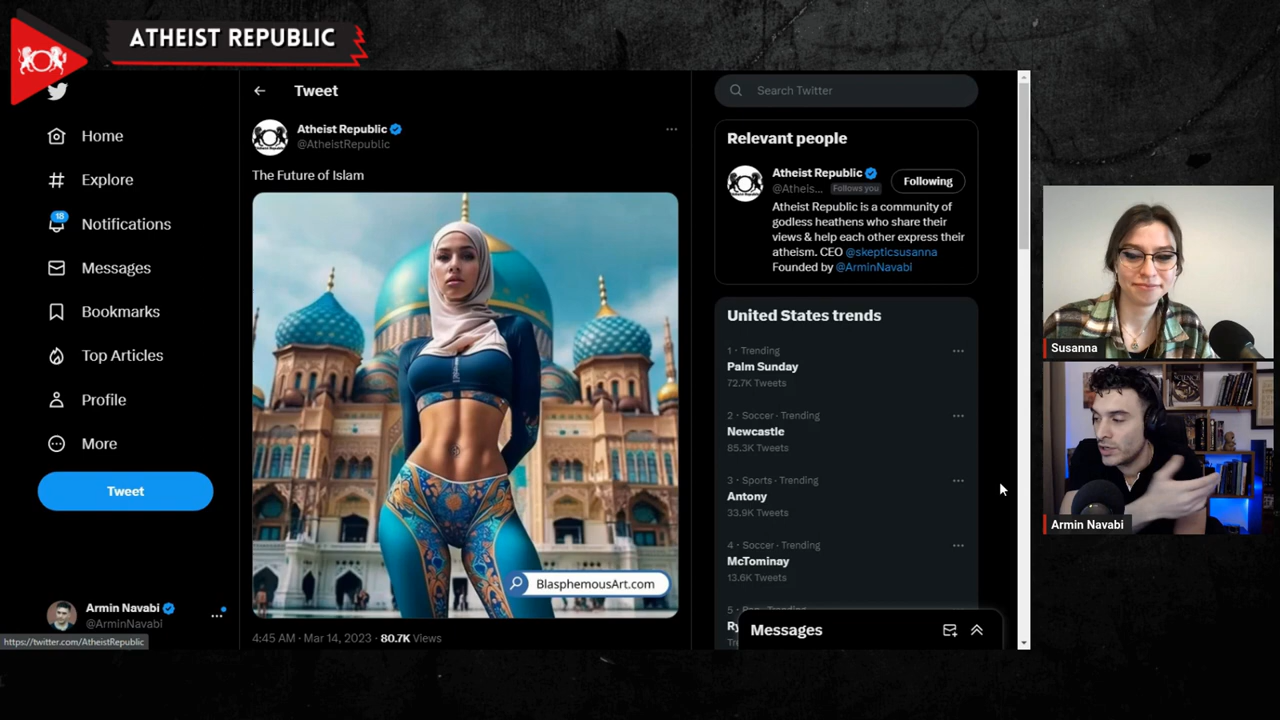 ATHEIST REPUBLIC
Home
Explore
18
Notifications
Messages
Bookmarks
Top Articles
Profile
More
Tweet
Armin Navabi
@ArminNavabi
https://twitter.com/AtheistRepublic
Tweet
Atheist Republic
@AtheistRepublic
The Future of Islam
BlasphemousArt.com
4:45 AM · Mar 14, 2023 · 80.7K Views
Search Twitter
Relevant people
Atheist Republic
@Atheis... Follows you
Following
Atheist Republic is a community of
godless heathens who share their
views & help each other express their
atheism. CEO @skepticsusanna
Founded by @ArminNavabi
United States trends
1 · Trending
Palm Sunday
72.7K Tweets
2 · Soccer · Trending
Newcastle
85.3K Tweets
3 · Sports · Trending
Antony
33.9K Tweets
4 · Soccer · Trending
McTominay
13.6K Tweets
Messages
Susanna
Armin Navabi